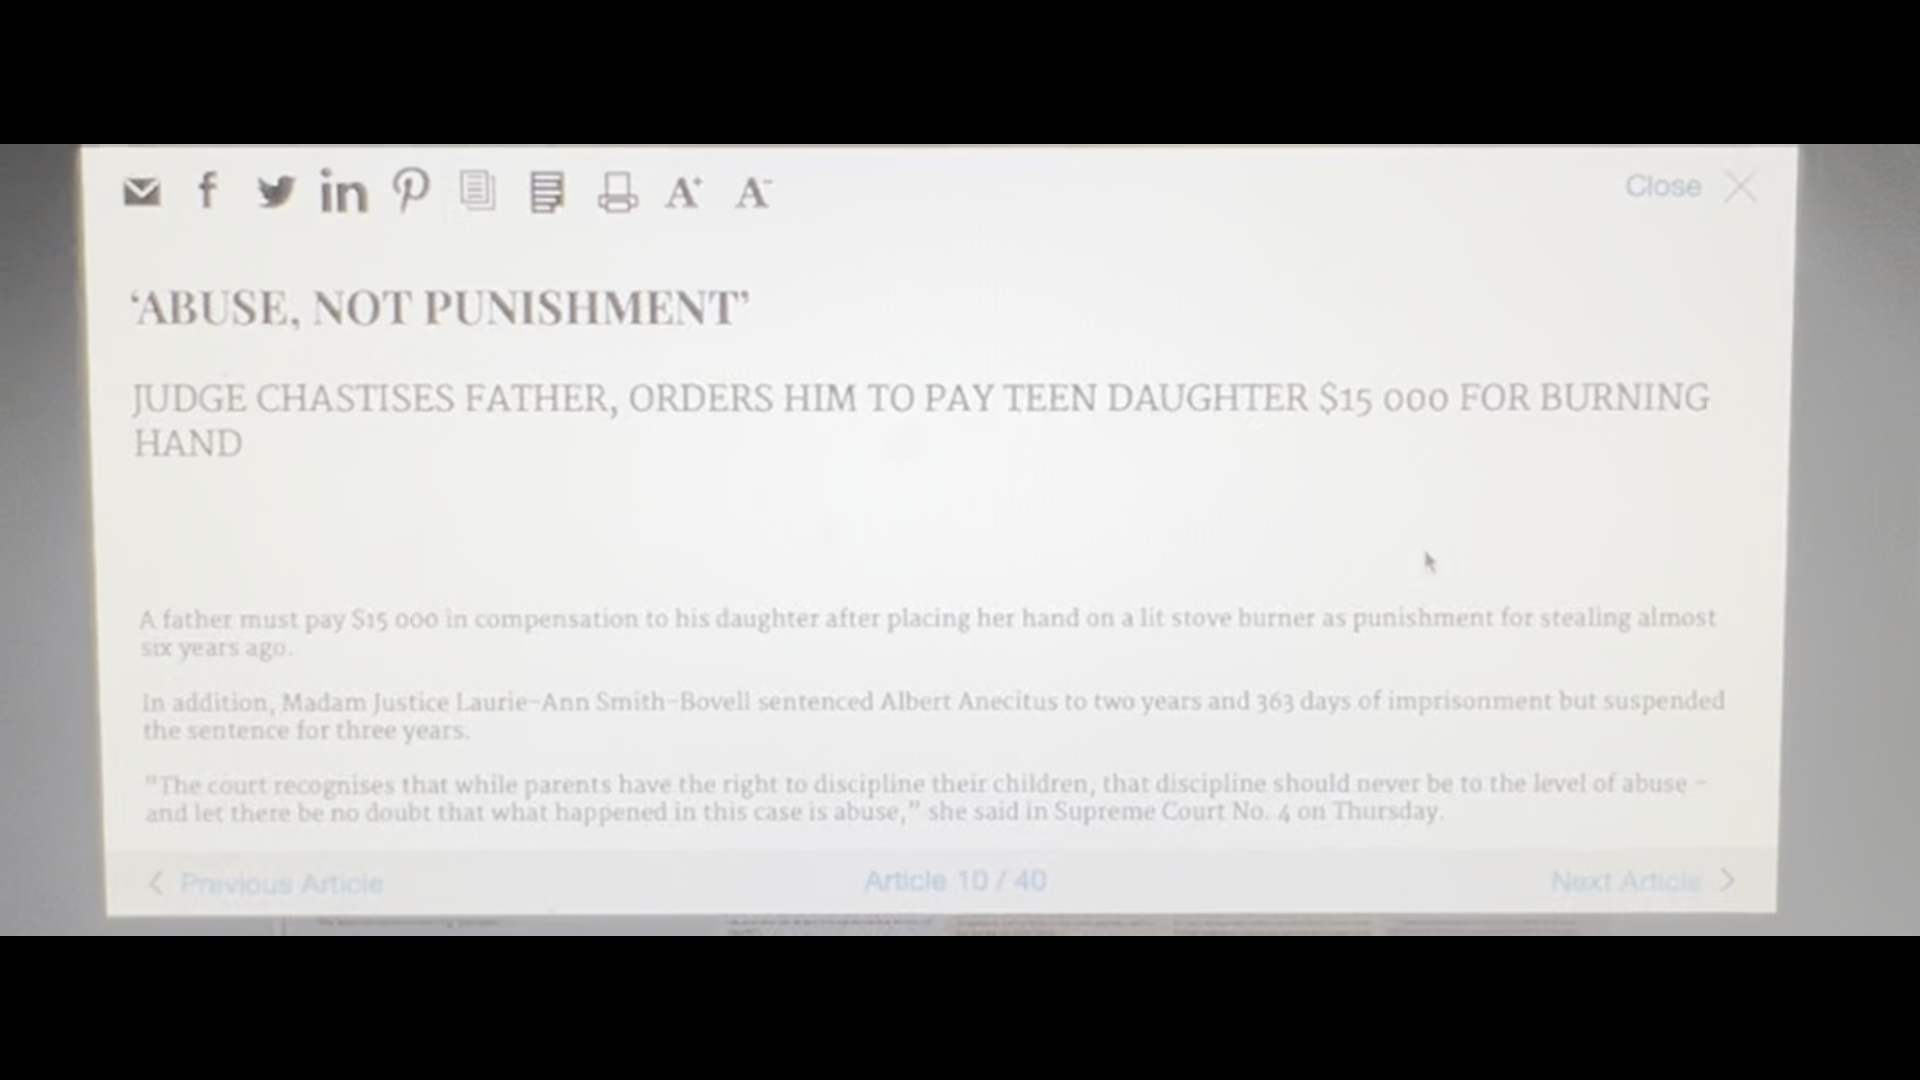 Close
‘ABUSE, NOT PUNISHMENT’
JUDGE CHASTISES FATHER, ORDERS HIM TO PAY TEEN DAUGHTER $15 000 FOR BURNING
HAND
A father must pay $15 000 in compensation to his daughter after placing her hand on a lit stove burner as punishment for stealing almost
six years ago.
In addition, Madam Justice Laurie-Ann Smith-Bovell sentenced Albert Anecitus to two years and 363 days of imprisonment but suspended
the sentence for three years.
"The court recognises that while parents have the right to discipline their children, that discipline should never be to the level of abuse –
and let there be no doubt that what happened in this case is abuse," she said in Supreme Court No. 4 on Thursday.
Previous Article Article 10 / 40 Next Article